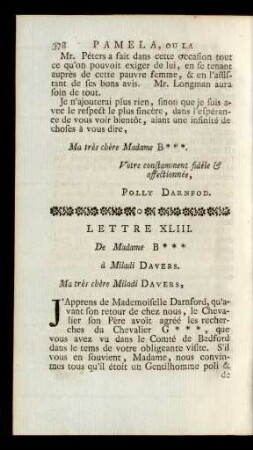 378 PAMELA, OU LA
Mr. Péters a fait dans cette occasion tout
ce qu'on pouvoit exiger de lui, en se tenant
auprès de cette pauvre femme, & en l'assis-
tant de ses bons avis. Mr. Longman aura
soin de tout.
Je n'ajouterai plus rien, sinon que je suis a-
vec le respect le plus sincère, dans l'espéran-
ce de vous voir bientôt, aiant une infinité de
choses à vous dire,
Ma très chère Madame B***.
Votre constamment fidèle &
affectionnée,
POLLY DARNFOD.
LETTRE XLIII.
De Madame B***
à Miladi DAVERS.
Ma très chère Miladi DAVERS,
J'Apprens de Mademoiselle Darnford, qu'a-
vant son retour de chez nous, le Cheva-
lier son Père avoit agréé les recher-
ches du Chevalier G***, que
vous avez vu dans le Comté de Bedford
dans le tems de votre obligeante visite. S'il
vous en souvient, Madame, nous convin-
mes tous qu'il étoit un Gentilhomme poli &
de